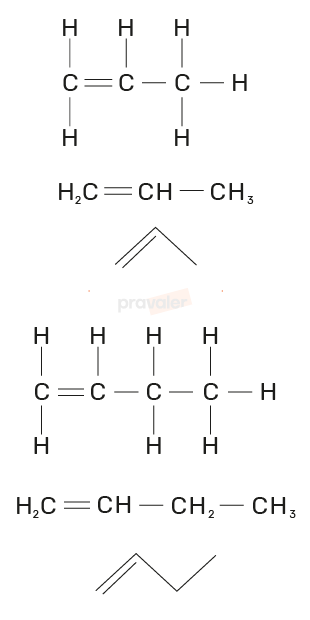 H H H
C C C H
H H
H₂C CH CH₃
pravaler
H H H H
C C C C H
H H H
H₂C CH CH₂ CH₃